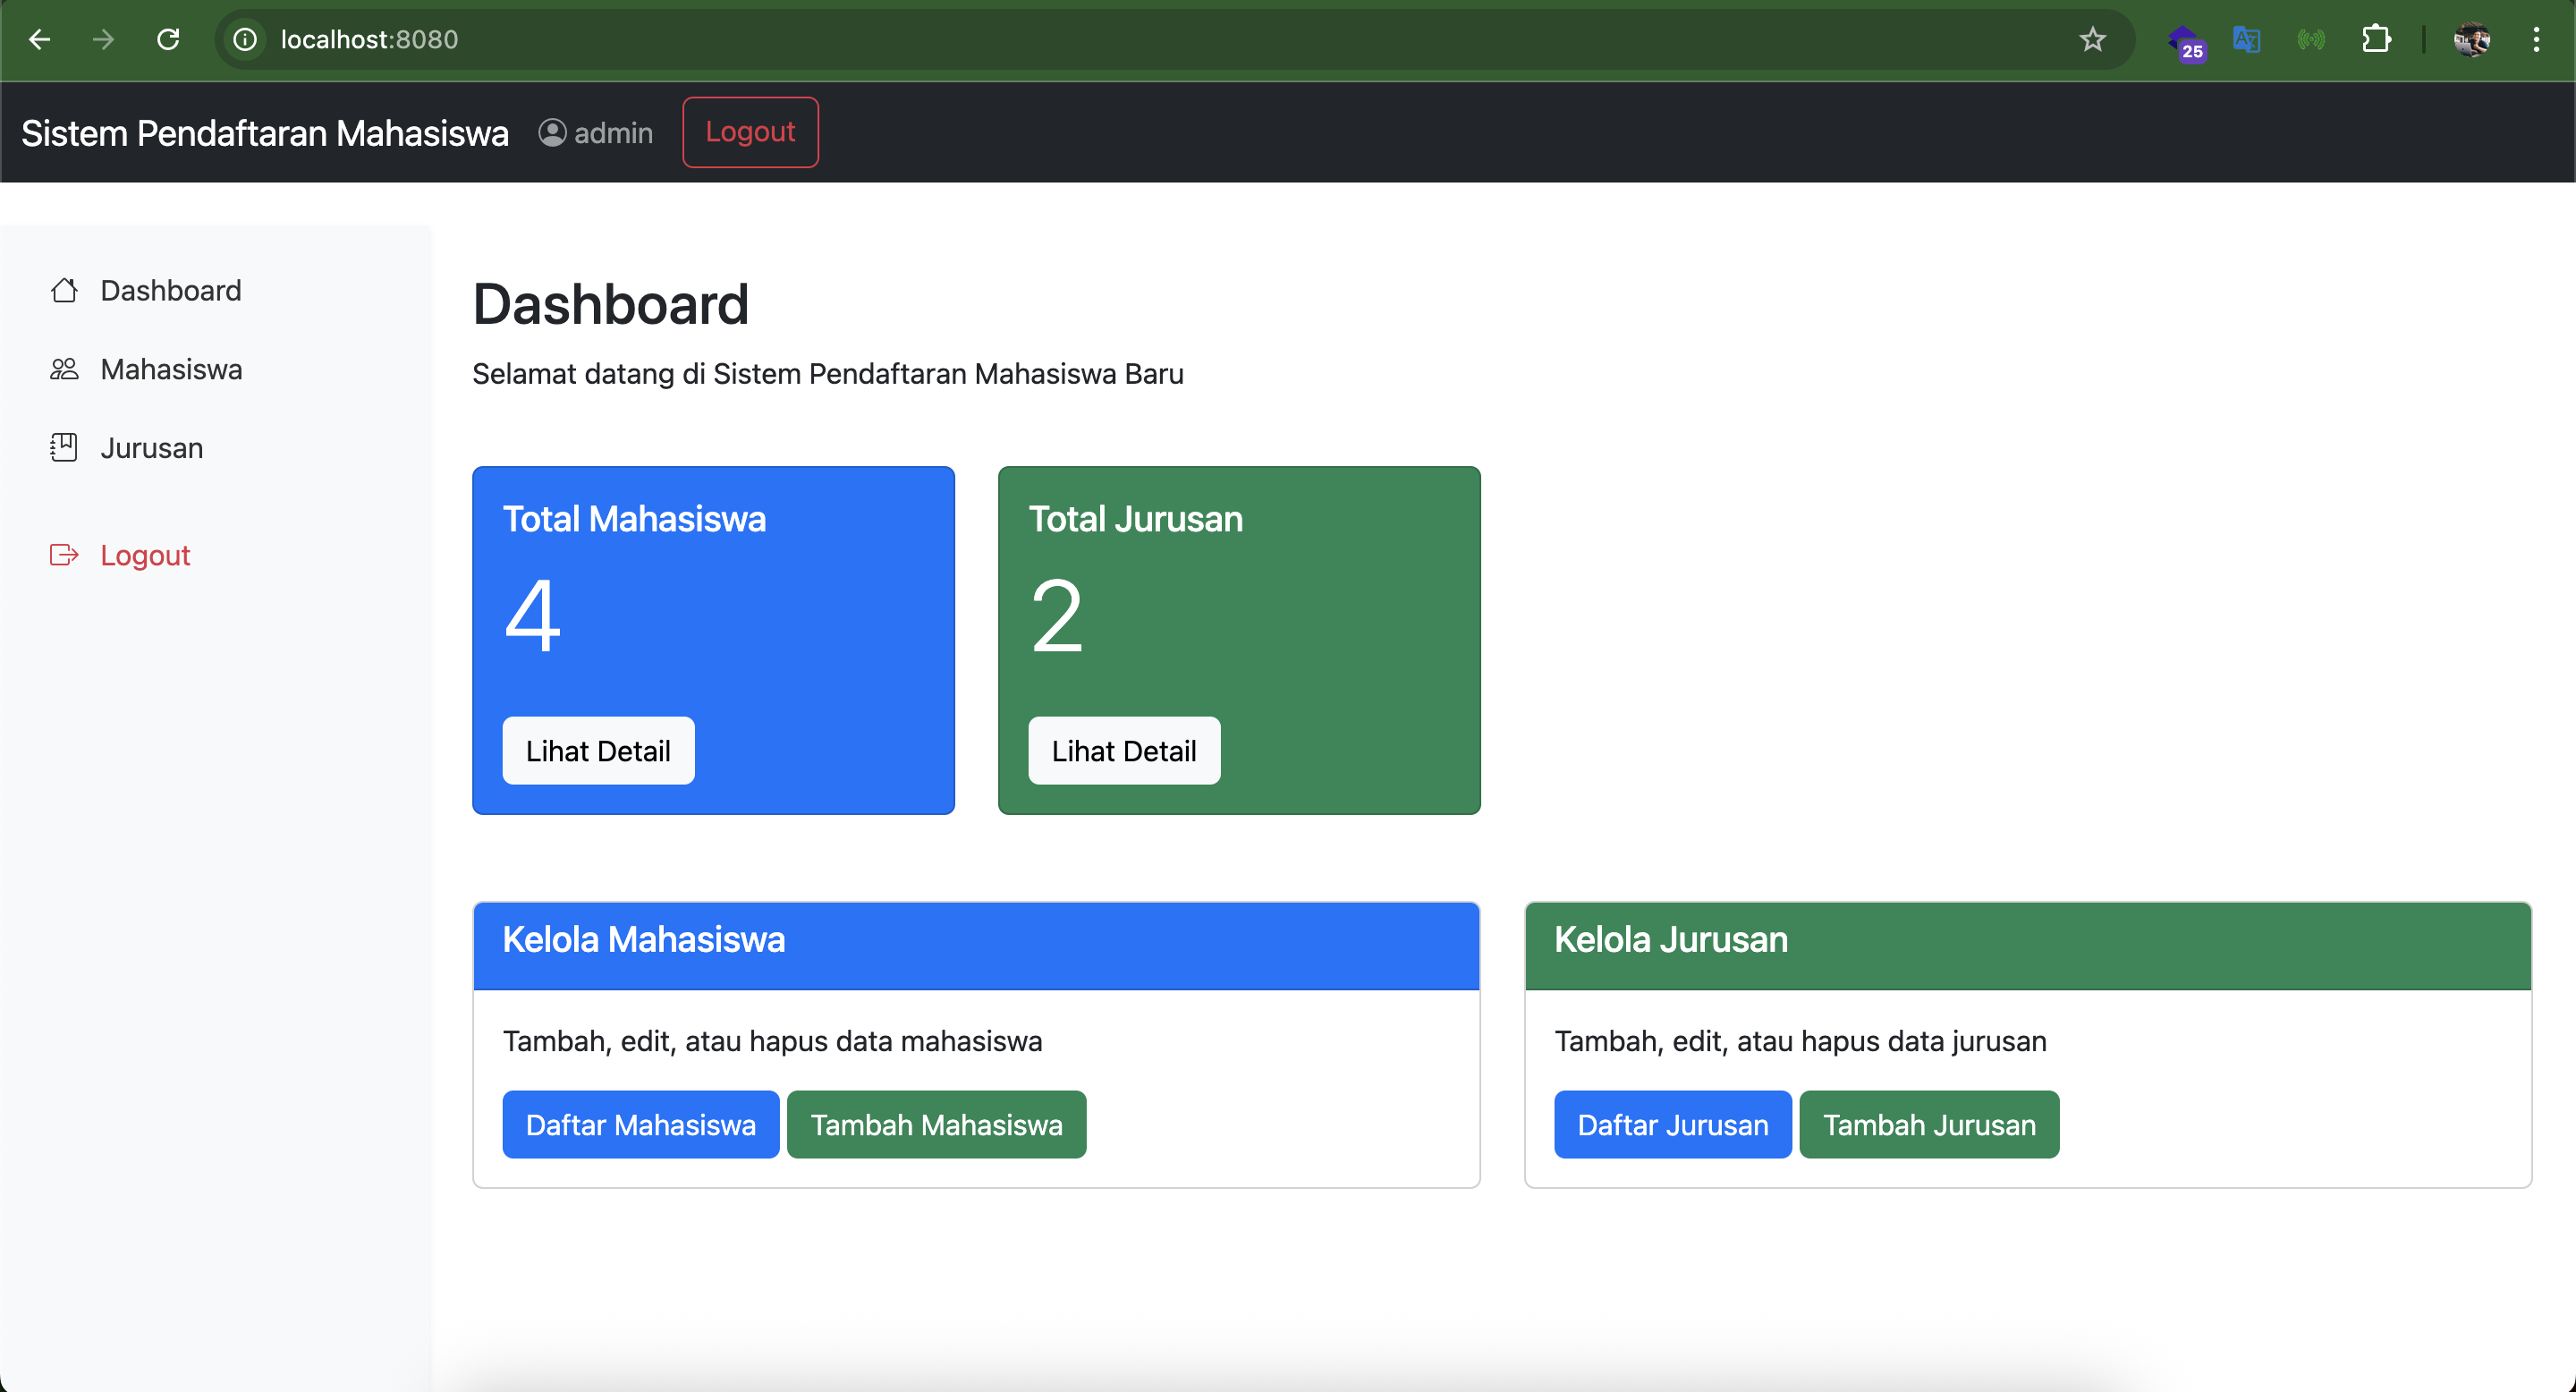 localhost:8080
25
Sistem Pendaftaran Mahasiswa admin Logout
Dashboard
Mahasiswa
Jurusan
Logout
Dashboard
Selamat datang di Sistem Pendaftaran Mahasiswa Baru
Total Mahasiswa
4
Lihat Detail
Total Jurusan
2
Lihat Detail
Kelola Mahasiswa
Tambah, edit, atau hapus data mahasiswa
Daftar Mahasiswa Tambah Mahasiswa
Kelola Jurusan
Tambah, edit, atau hapus data jurusan
Daftar Jurusan Tambah Jurusan